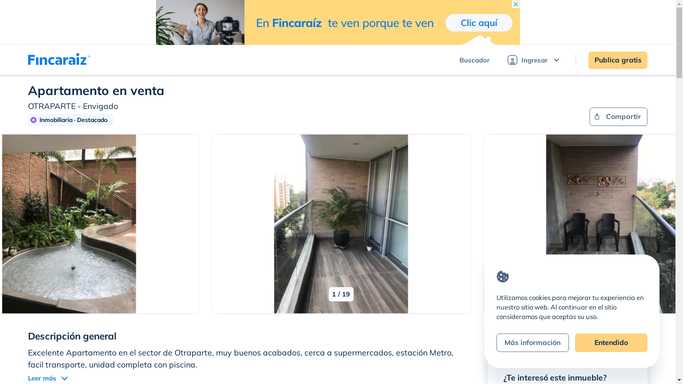 En Fincaraíz te ven porque te ven
Clic aquí
Fincaraiz
Buscador
Ingresar
Publica gratis
Apartamento en venta
OTRAPARTE - Envigado
Inmobiliaria - Destacado
Compartir
1 / 19
Utilizamos cookies para mejorar tu experiencia en
nuestro sitio web. Al continuar en el sitio
consideramos que aceptas su uso.
Más información
Entendido
Descripción general
Excelente Apartamento en el sector de Otraparte, muy buenos acabados, cerca a supermercados, estación Metro,
facil transporte, unidad completa con piscina.
Leer más
¿Te interesó este inmueble?